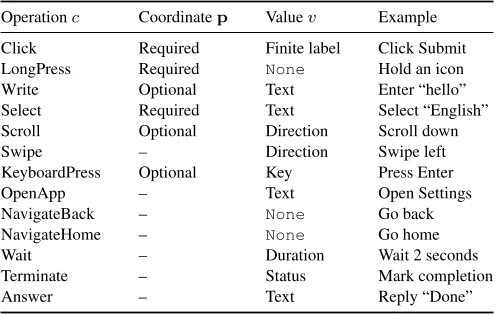 Operation c Coordinate p Value v Example
Click Required Finite label Click Submit
LongPress Required None Hold an icon
Write Optional Text Enter “hello”
Select Required Text Select “English”
Scroll Optional Direction Scroll down
Swipe – Direction Swipe left
KeyboardPress Optional Key Press Enter
OpenApp – Text Open Settings
NavigateBack – None Go back
NavigateHome – None Go home
Wait – Duration Wait 2 seconds
Terminate – Status Mark completion
Answer – Text Reply “Done”